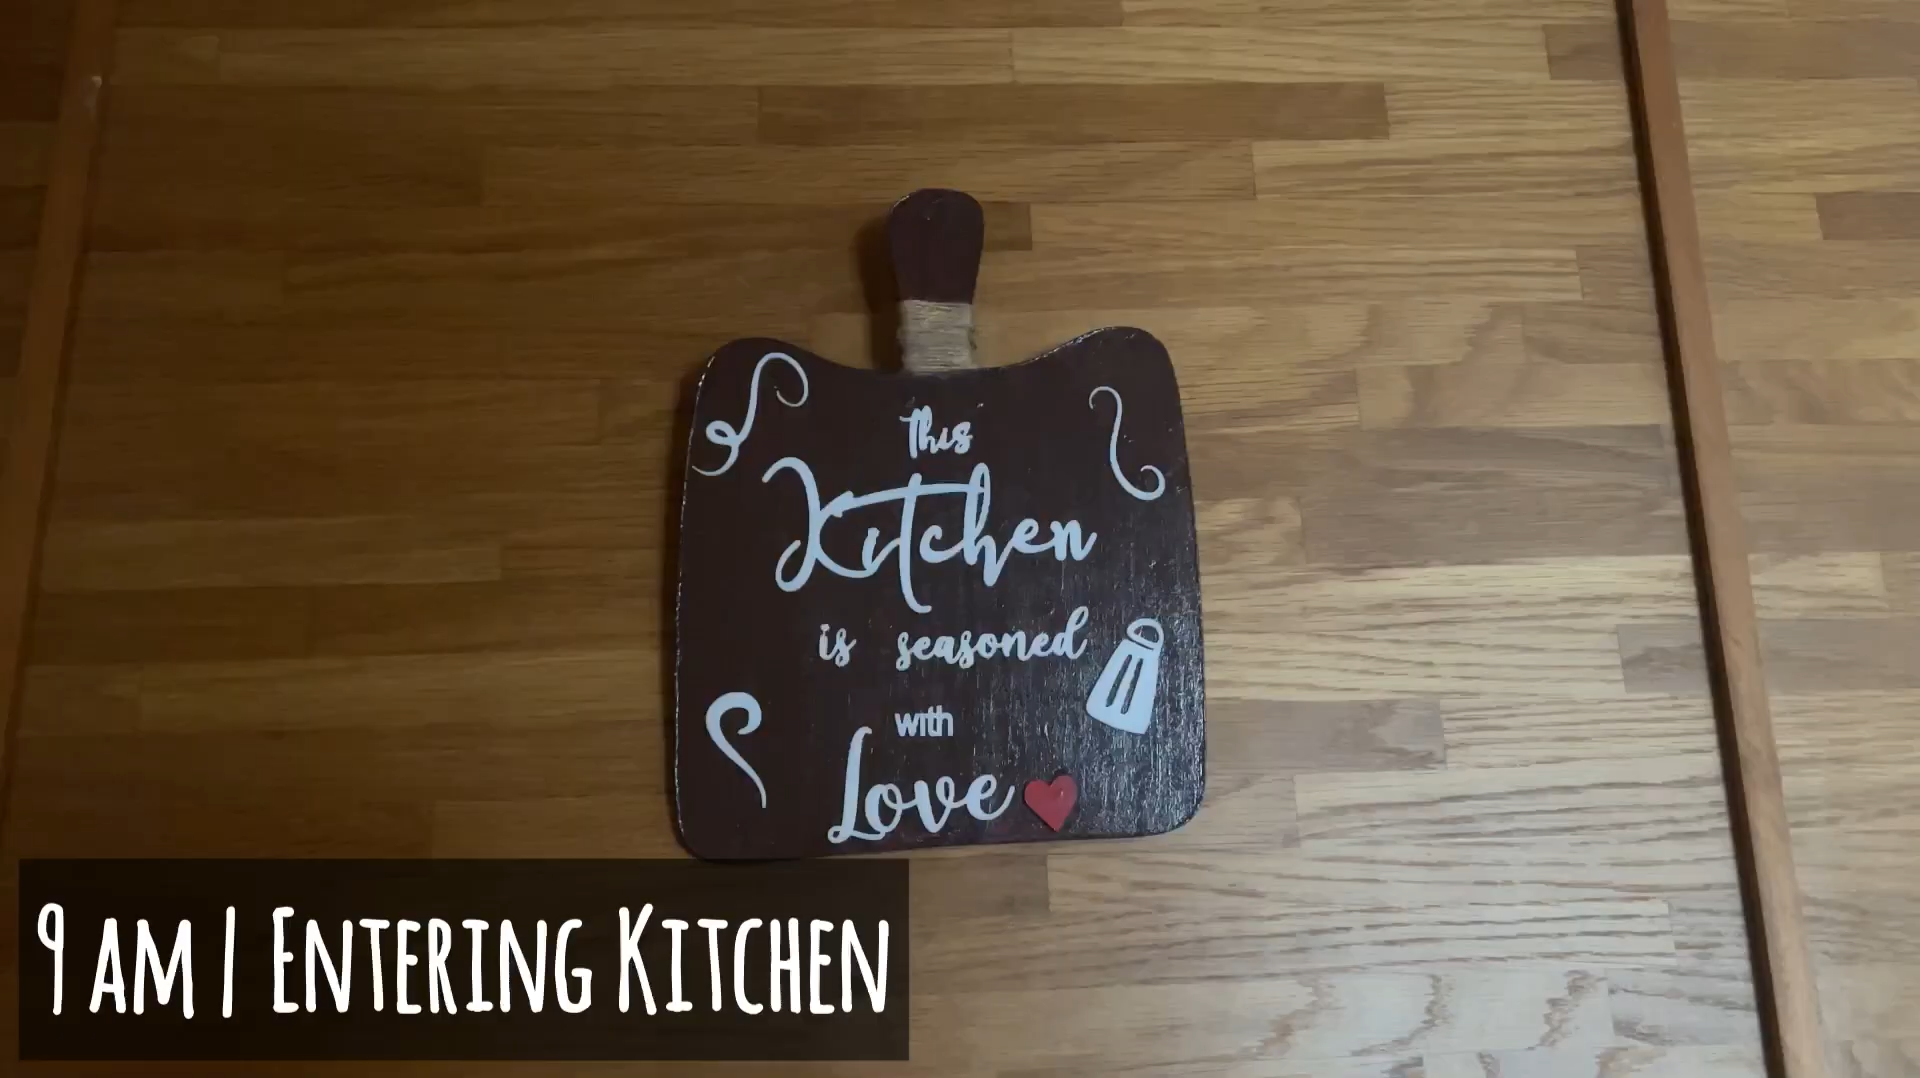 This
Kitchen
is seasoned
with
Love
9 AM | ENTERING KITCHEN